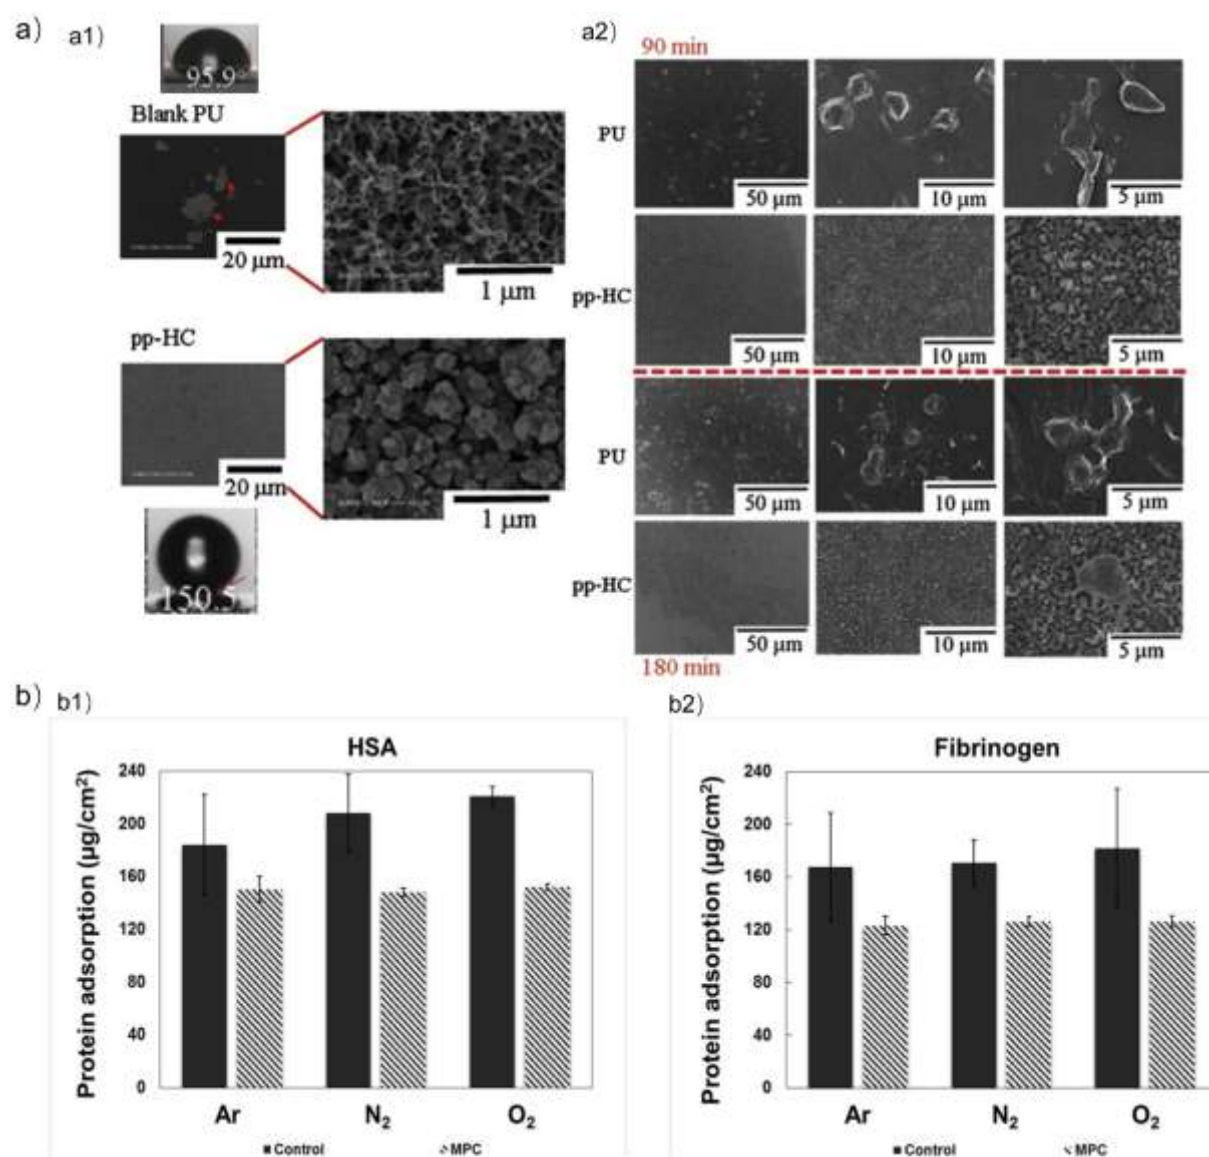 a)
a1)
95.9°
Blank PU
20 µm
1 µm
pp-HC
20 µm
1 µm
150.5
a2)
90 min
PU
50 µm
10 µm
5 µm
pp-HC
50 µm
10 µm
5 µm
PU
50 µm
10 µm
5 µm
pp-HC
50 µm
10 µm
5 µm
180 min
b)
b1)
HSA
Protein adsorption (µg/cm²)
240
200
160
120
80
40
0
Ar N₂ O₂
Control MPC
b2)
Fibrinogen
Protein adsorption (µg/cm²)
240
200
160
120
80
40
0
Ar N₂ O₂
Control MPC